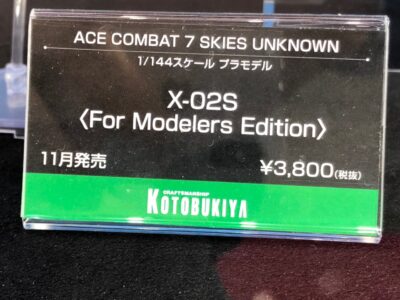 ACE COMBAT 7 SKIES UNKNOWN
1/144スケール プラモデル
X-02S
〈For Modelers Edition〉
11月発売 ¥3,800(税抜)
CRAFTSMANSHIP
KOTOBUKIYA